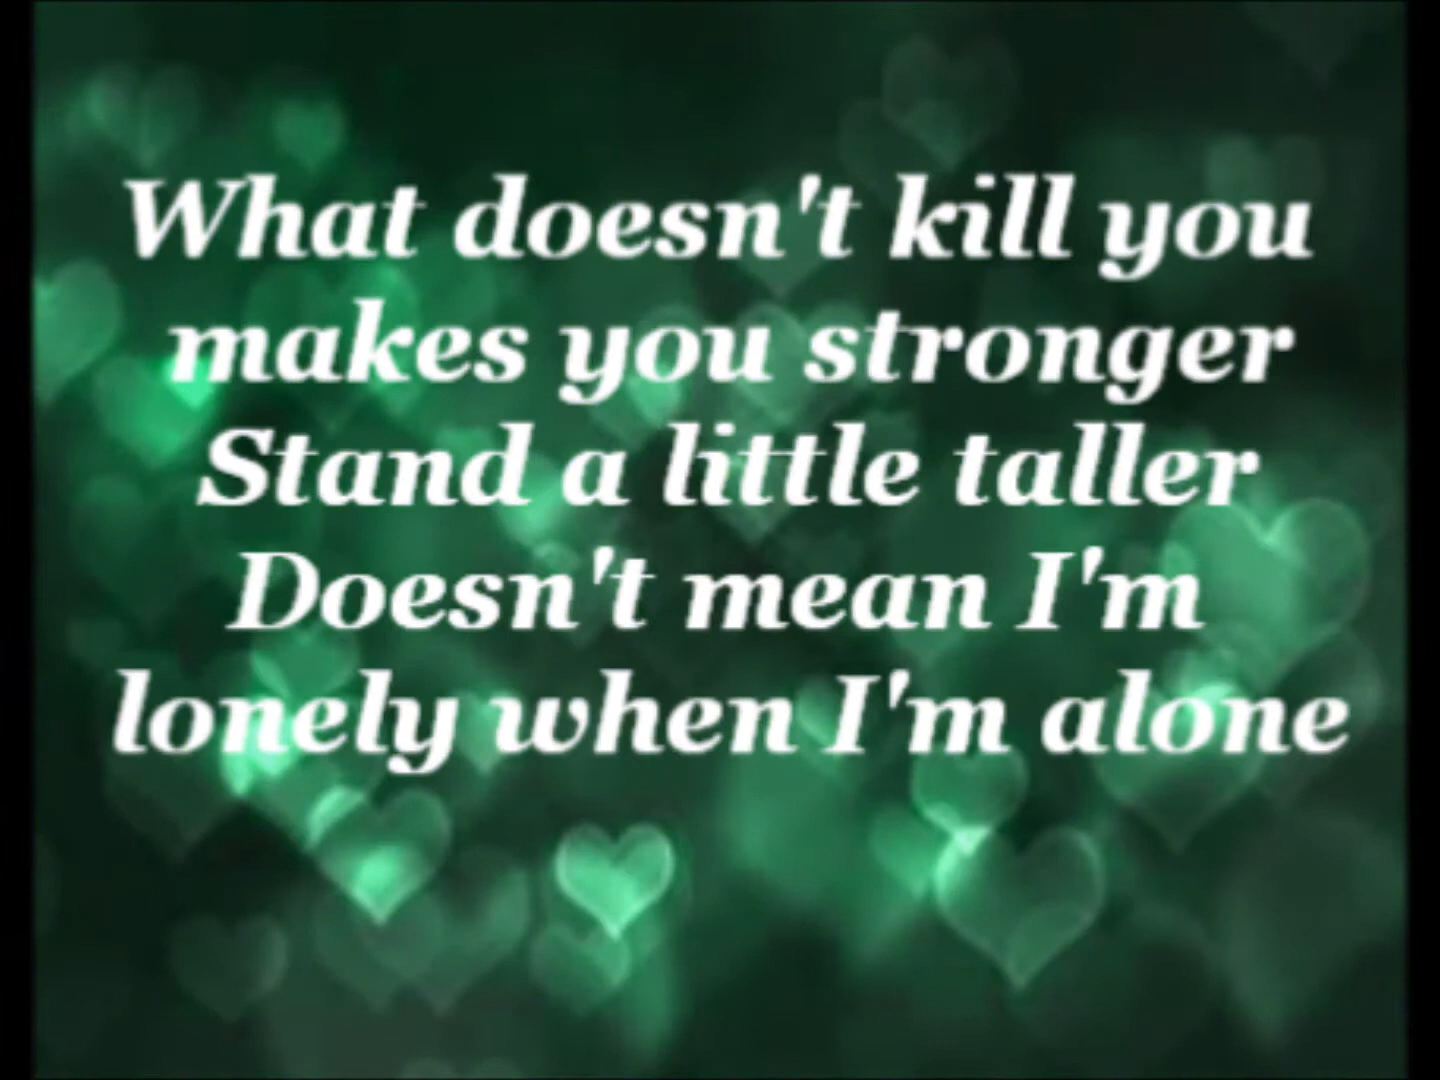 What doesn't kill you
makes you stronger
Stand a little taller
Doesn't mean I'm
lonely when I'm alone